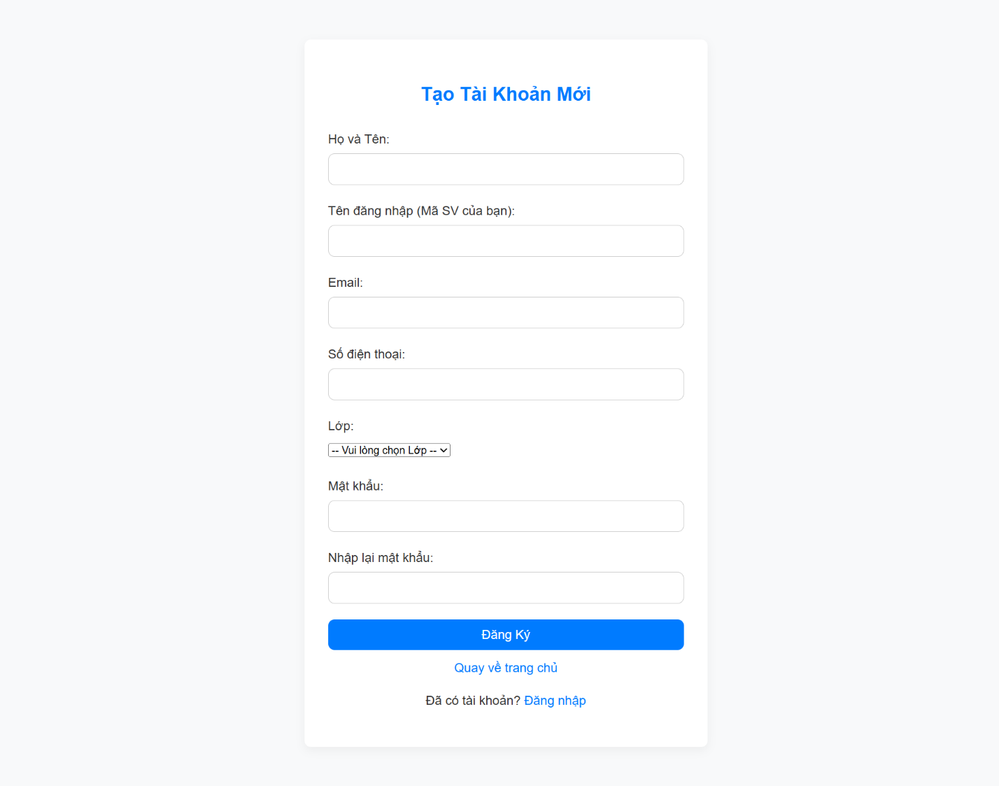 Tạo Tài Khoản Mới
Họ và Tên:
Tên đăng nhập (Mã SV của bạn):
Email:
Số điện thoại:
Lớp:
-- Vui lòng chọn Lớp --
Mật khẩu:
Nhập lại mật khẩu:
Đăng Ký
Quay về trang chủ
Đã có tài khoản? Đăng nhập